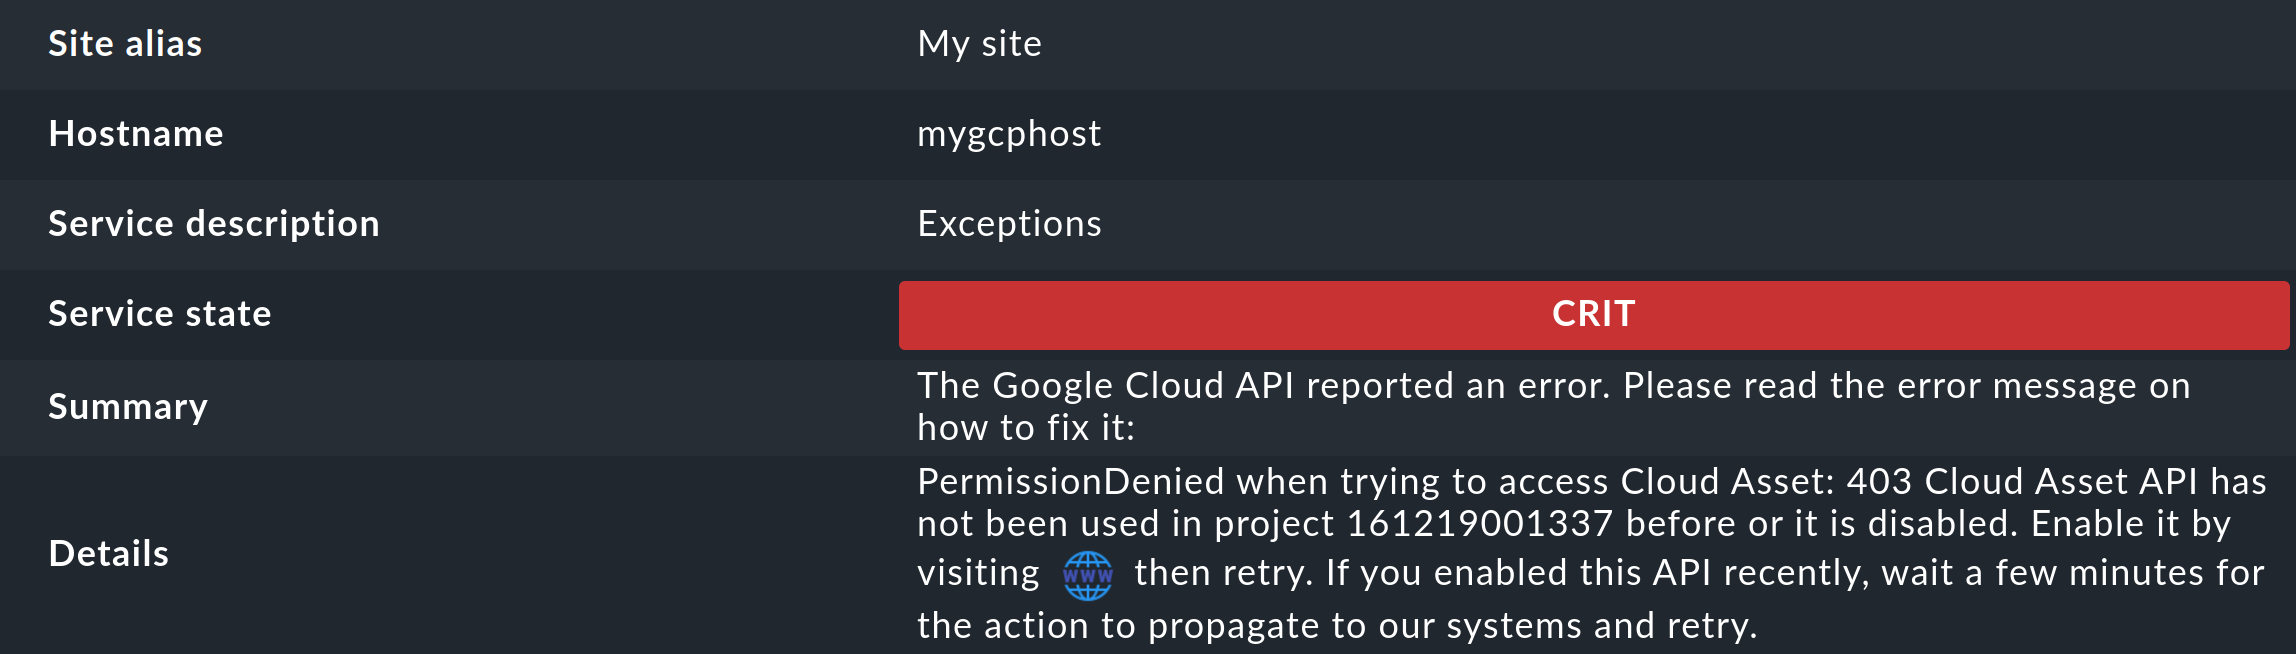 Site alias My site
Hostname mygcphost
Service description Exceptions
Service state CRIT
Summary The Google Cloud API reported an error. Please read the error message on
how to fix it:
Details PermissionDenied when trying to access Cloud Asset: 403 Cloud Asset API has
not been used in project 161219001337 before or it is disabled. Enable it by
visiting WWW then retry. If you enabled this API recently, wait a few minutes for
the action to propagate to our systems and retry.